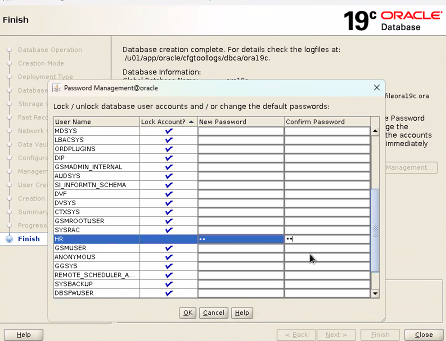 Finish
19c ORACLE
Database
Database Operation
Creation Mode
Deployment Type
Database
Storage
Fast Reco
Network
Data Vau
Configu
Managem
User Cre
Creation
Summar
Progress
Finish
Database creation complete. For details check the logfiles at:
/u01/app/oracle/cfgtoollogs/dbca/ora19c.
Database Information:
fileora19c.ora
Password
ge the
immediately
Management...
Password Management@oracle
Lock / unlock database user accounts and / or change the default passwords:
User Name Lock Account? New Password Confirm Password
MDSYS
LBACSYS
ORDPLUGINS
DIP
GSMADMIN_INTERNAL
AUDSYS
SI_INFORMTN_SCHEMA
DVF
DVSYS
CTXSYS
GSMROOTUSER
SYSRAC
HR •• ••
GSMUSER
ANONYMOUS
GGSYS
REMOTE_SCHEDULER_A...
SYSBACKUP
DBSFWUSER
OK Cancel Help
Help < Back Next > Finish Close